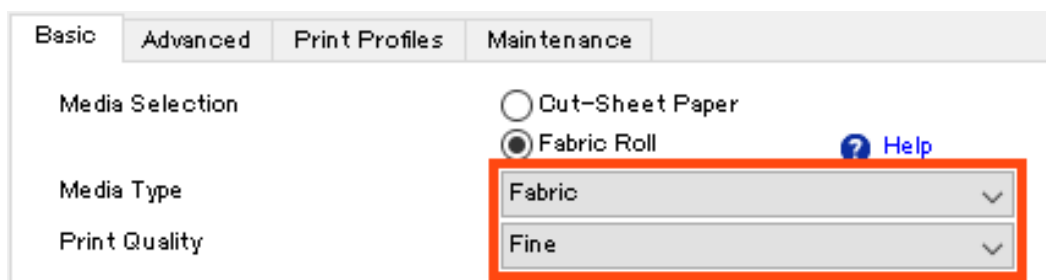 Basic Advanced Print Profiles Maintenance
Media Selection Cut-Sheet Paper
Fabric Roll ? Help
Media Type Fabric
Print Quality Fine